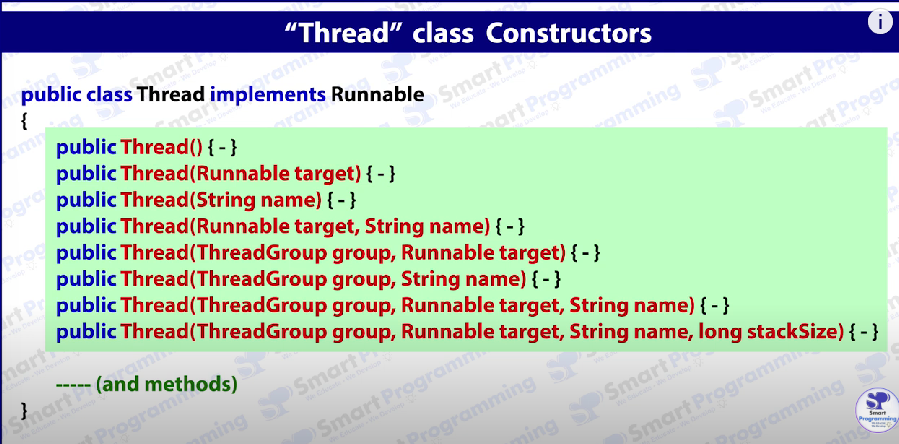 “Thread” class Constructors
i
public class Thread implements Runnable
{
public Thread() { - }
public Thread(Runnable target) { - }
public Thread(String name) { - }
public Thread(Runnable target, String name) { - }
public Thread(ThreadGroup group, Runnable target) { - }
public Thread(ThreadGroup group, String name) { - }
public Thread(ThreadGroup group, Runnable target, String name) { - }
public Thread(ThreadGroup group, Runnable target, String name, long stackSize) { - }
----- (and methods)
}
Smart
Programming